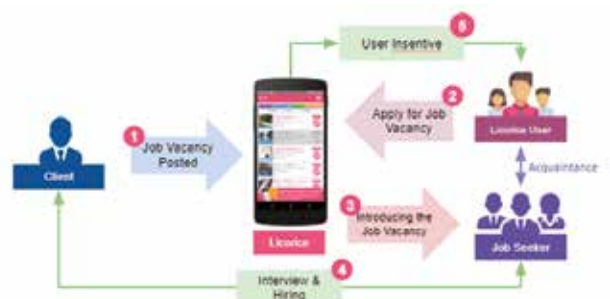 5
User Insentive
2
Apply for Job
Vacancy
Licorice User
1
Job Vacancy
Posted
Client
Acquaintance
3
Introducing the
Job Vacancy
Licorice
Job Seeker
4
Interview &
Hiring